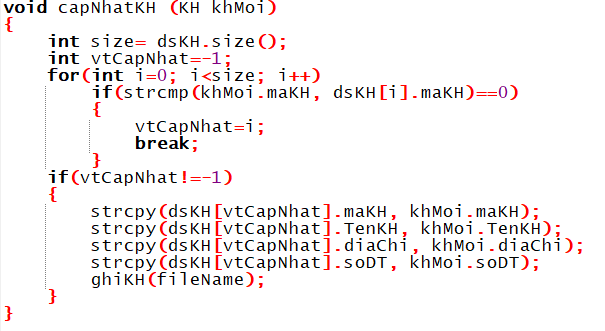 void capNhatKH (KH khMoi)
{
int size= dsKH.size();
int vtCapNhat=-1;
for(int i=0; i<size; i++)
if(strcmp(khMoi.maKH, dsKH[i].maKH)==0)
{
vtCapNhat=i;
break;
}
if(vtCapNhat!=-1)
{
strcpy(dsKH[vtCapNhat].maKH, khMoi.maKH);
strcpy(dsKH[vtCapNhat].TenKH, khMoi.TenKH);
strcpy(dsKH[vtCapNhat].diaChi, khMoi.diaChi);
strcpy(dsKH[vtCapNhat].soDT, khMoi.soDT);
ghiKH(fileName);
}
}